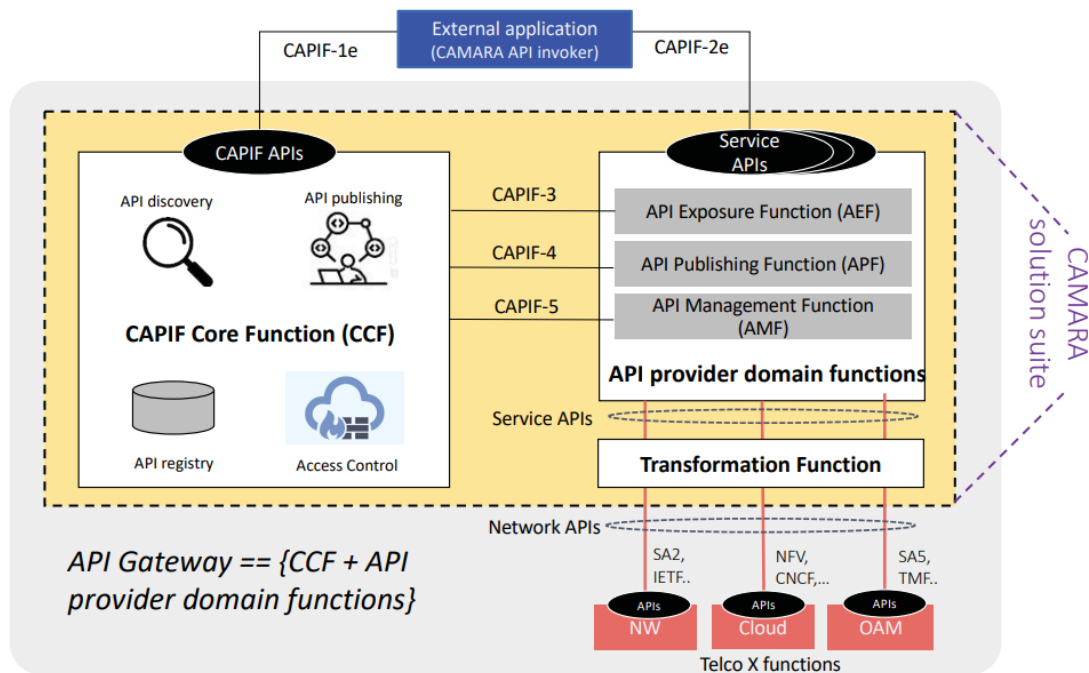 External application
(CAMARA API invoker)
CAPIF-1e
CAPIF-2e
CAPIF APIs
Service
APIs
API discovery
API publishing
CAPIF-3
API Exposure Function (AEF)
CAPIF-4
API Publishing Function (APF)
CAPIF-5
API Management Function
(AMF)
CAPIF Core Function (CCF)
API provider domain functions
Service APIs
API registry
Access Control
Transformation Function
CAMARA
solution suite
Network APIs
API Gateway == {CCF + API
provider domain functions}
SA2,
IETF..
NFV,
CNCF,...
SA5,
TMF..
APIs
NW
APIs
Cloud
APIs
OAM
Telco X functions